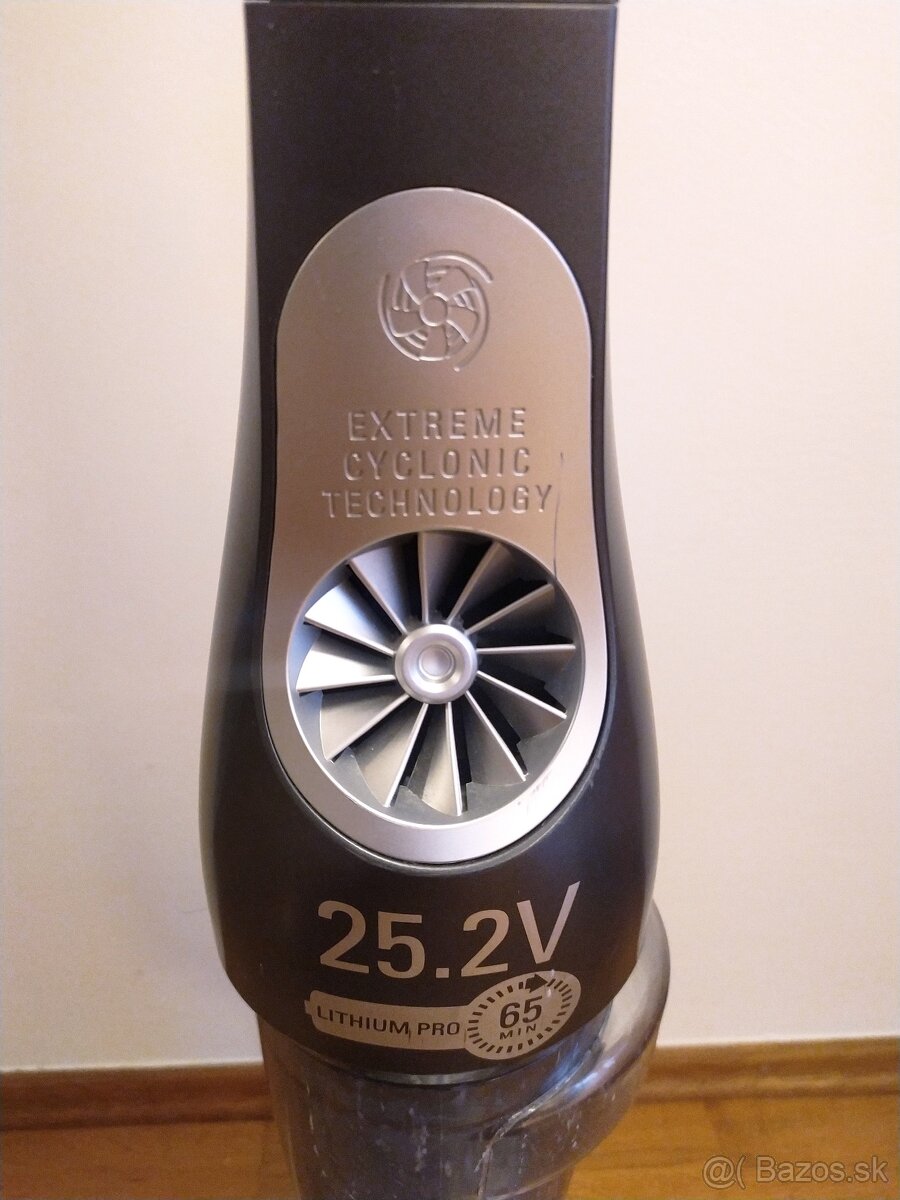 EXTREME
CYCLONIC
TECHNOLOGY
25.2V
LITHIUM PRO
65
MIN
@( Bazos.sk